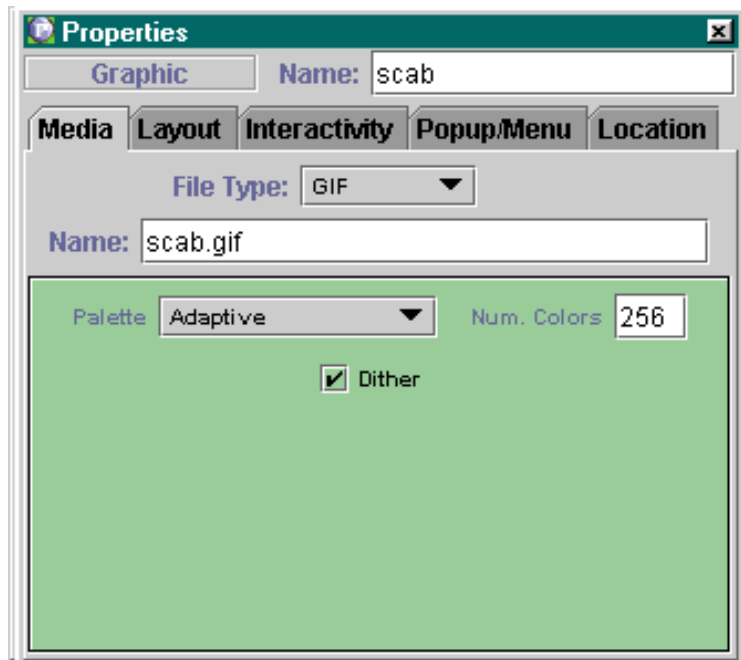 Properties
Graphic Name: scab
Media Layout Interactivity Popup/Menu Location
File Type: GIF
Name: scab.gif
Palette Adaptive Num. Colors 256
Dither